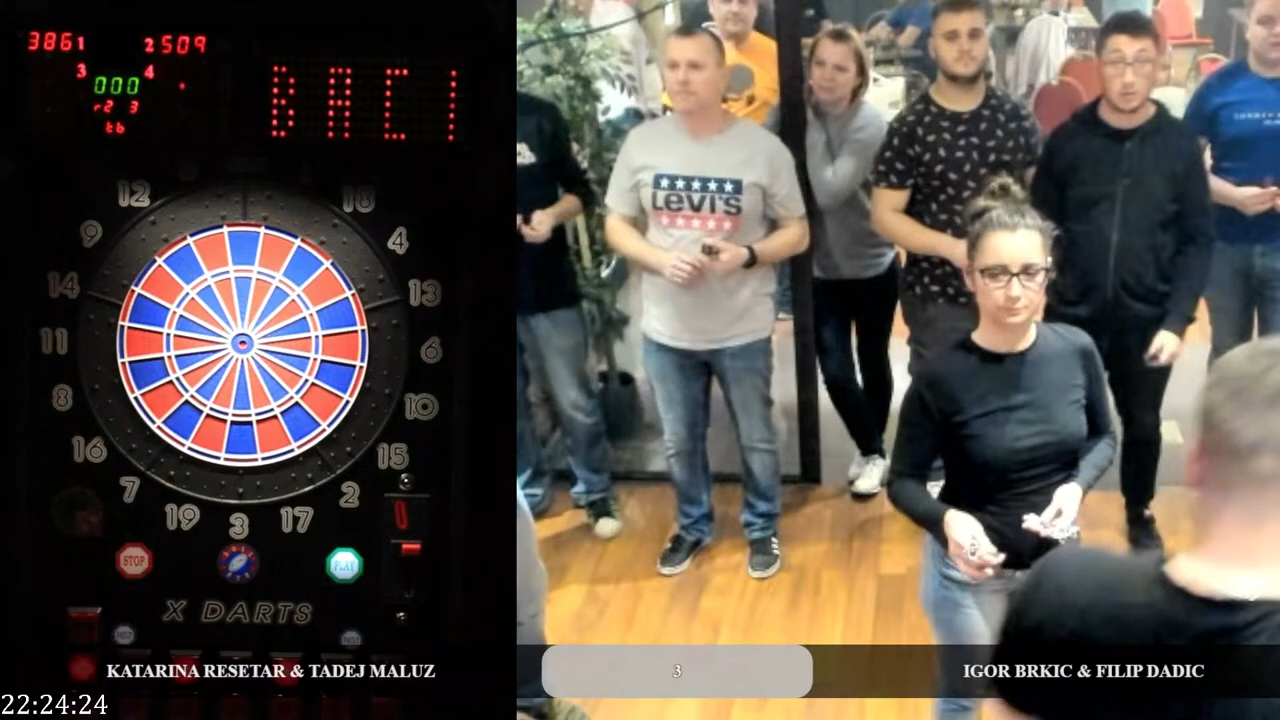 3861 2509
3 000 4
r2 3
tb
BACI
12 18
9 4
14 13
11 6
8 10
16 15
7 2
19 3 17
STOP
PLAY
X DARTS
LEVI'S
KATARINA RESETAR & TADEJ MALUZ
3
IGOR BRKIC & FILIP DADIC
22:24:24